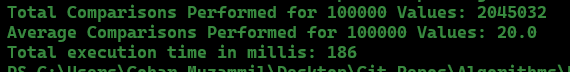 Total Comparisons Performed for 100000 Values: 2045032
Average Comparisons Performed for 100000 Values: 20.0
Total execution time in millis: 186
PS C:\Users\Gohan Muzammil\Desktop\Git Repos\Algorithms\